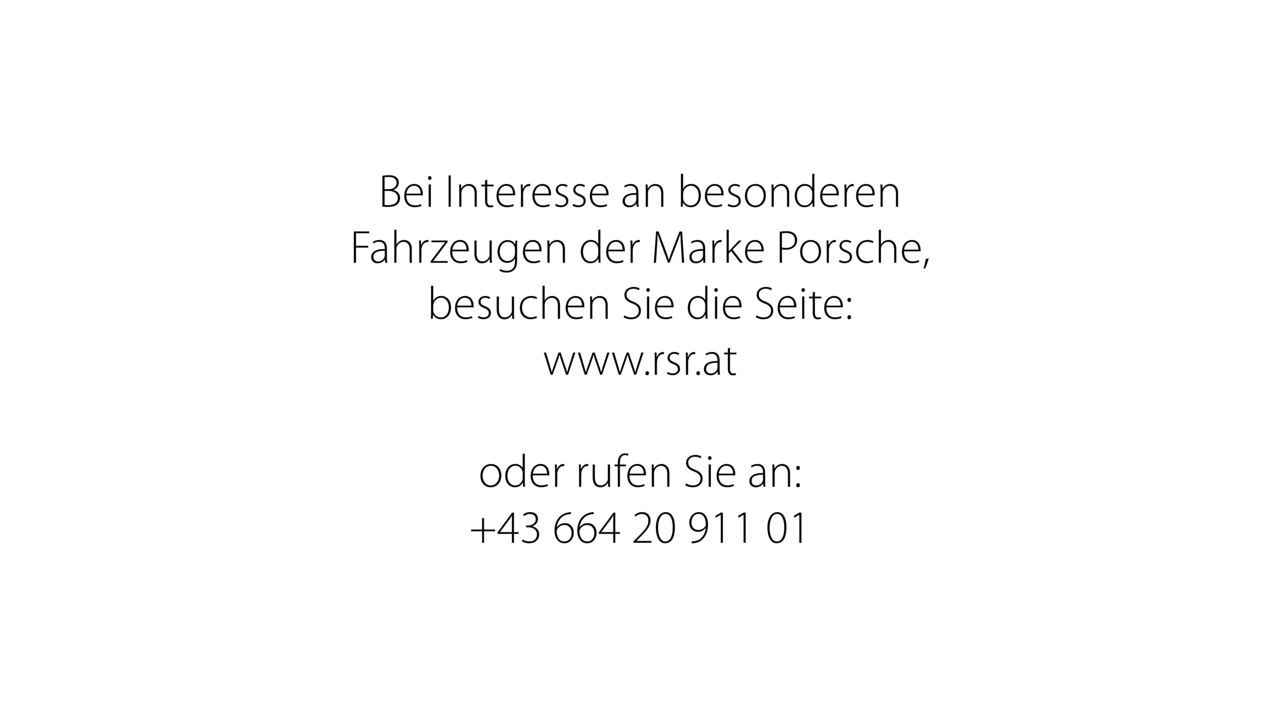 Bei Interesse an besonderen
Fahrzeugen der Marke Porsche,
besuchen Sie die Seite:
www.rsr.at
oder rufen Sie an:
+43 664 20 911 01